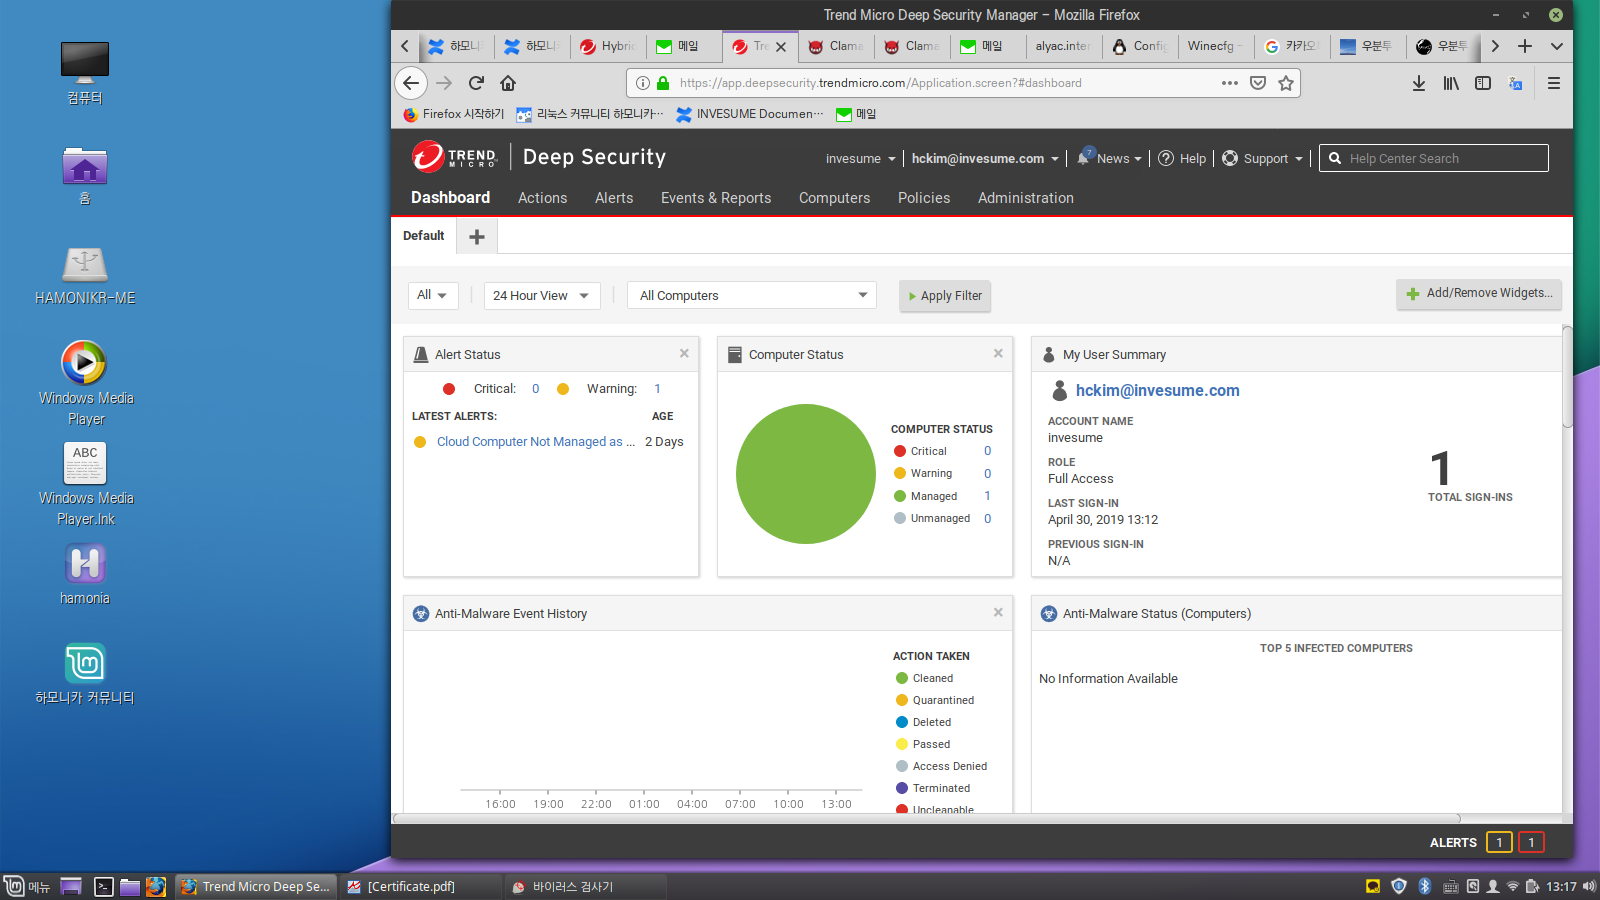 컴퓨터
홈
HAMONIKR-ME
Windows Media
Player
ABC
Windows Media
Player.lnk
hamonia
하모니카 커뮤니티
Trend Micro Deep Security Manager - Mozilla Firefox
하모니 하모니 Hybri 메일 Tre Clama Clama 메일 alyac.inter Config Winecfg - 카카오 우분투 우분투
https://app.deepsecurity.trendmicro.com/Application.screen?#dashboard
Firefox 시작하기 리눅스 커뮤니티 하모니카··· INVESUME Documen··· 메일
TREND MICRO Deep Security
invesume hckim@invesume.com 7 News Help Support Help Center Search
Dashboard Actions Alerts Events & Reports Computers Policies Administration
Default
All 24 Hour View All Computers Apply Filter Add/Remove Widgets...
Alert Status
Critical: 0 Warning: 1
LATEST ALERTS: AGE
Cloud Computer Not Managed as ... 2 Days
Computer Status
COMPUTER STATUS
Critical 0
Warning 0
Managed 1
Unmanaged 0
My User Summary
hckim@invesume.com
ACCOUNT NAME
invesume
ROLE
Full Access
LAST SIGN-IN
April 30, 2019 13:12
PREVIOUS SIGN-IN
N/A
1
TOTAL SIGN-INS
Anti-Malware Event History
16:00 19:00 22:00 01:00 04:00 07:00 10:00 13:00
ACTION TAKEN
Cleaned
Quarantined
Deleted
Passed
Access Denied
Terminated
Uncleanable
Anti-Malware Status (Computers)
TOP 5 INFECTED COMPUTERS
No Information Available
ALERTS 1 1
메뉴 Trend Micro Deep Se... [Certificate.pdf] 바이러스 검사기 13:17